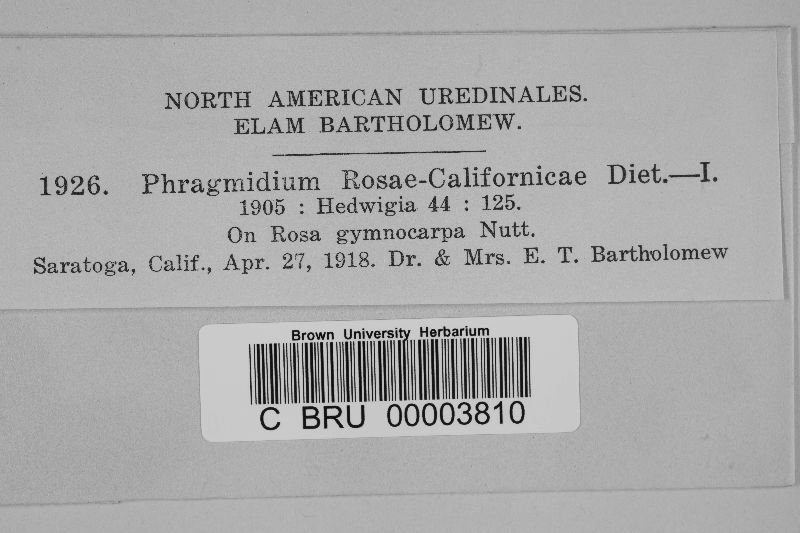 NORTH AMERICAN UREDINALES.
ELAM BARTHOLOMEW.
1926. Phragmidium Rosae-Californicae Diet.—I.
1905 : Hedwigia 44 : 125.
On Rosa gymnocarpa Nutt.
Saratoga, Calif., Apr. 27, 1918. Dr. & Mrs. E. T. Bartholomew
Brown University Herbarium
C BRU 00003810